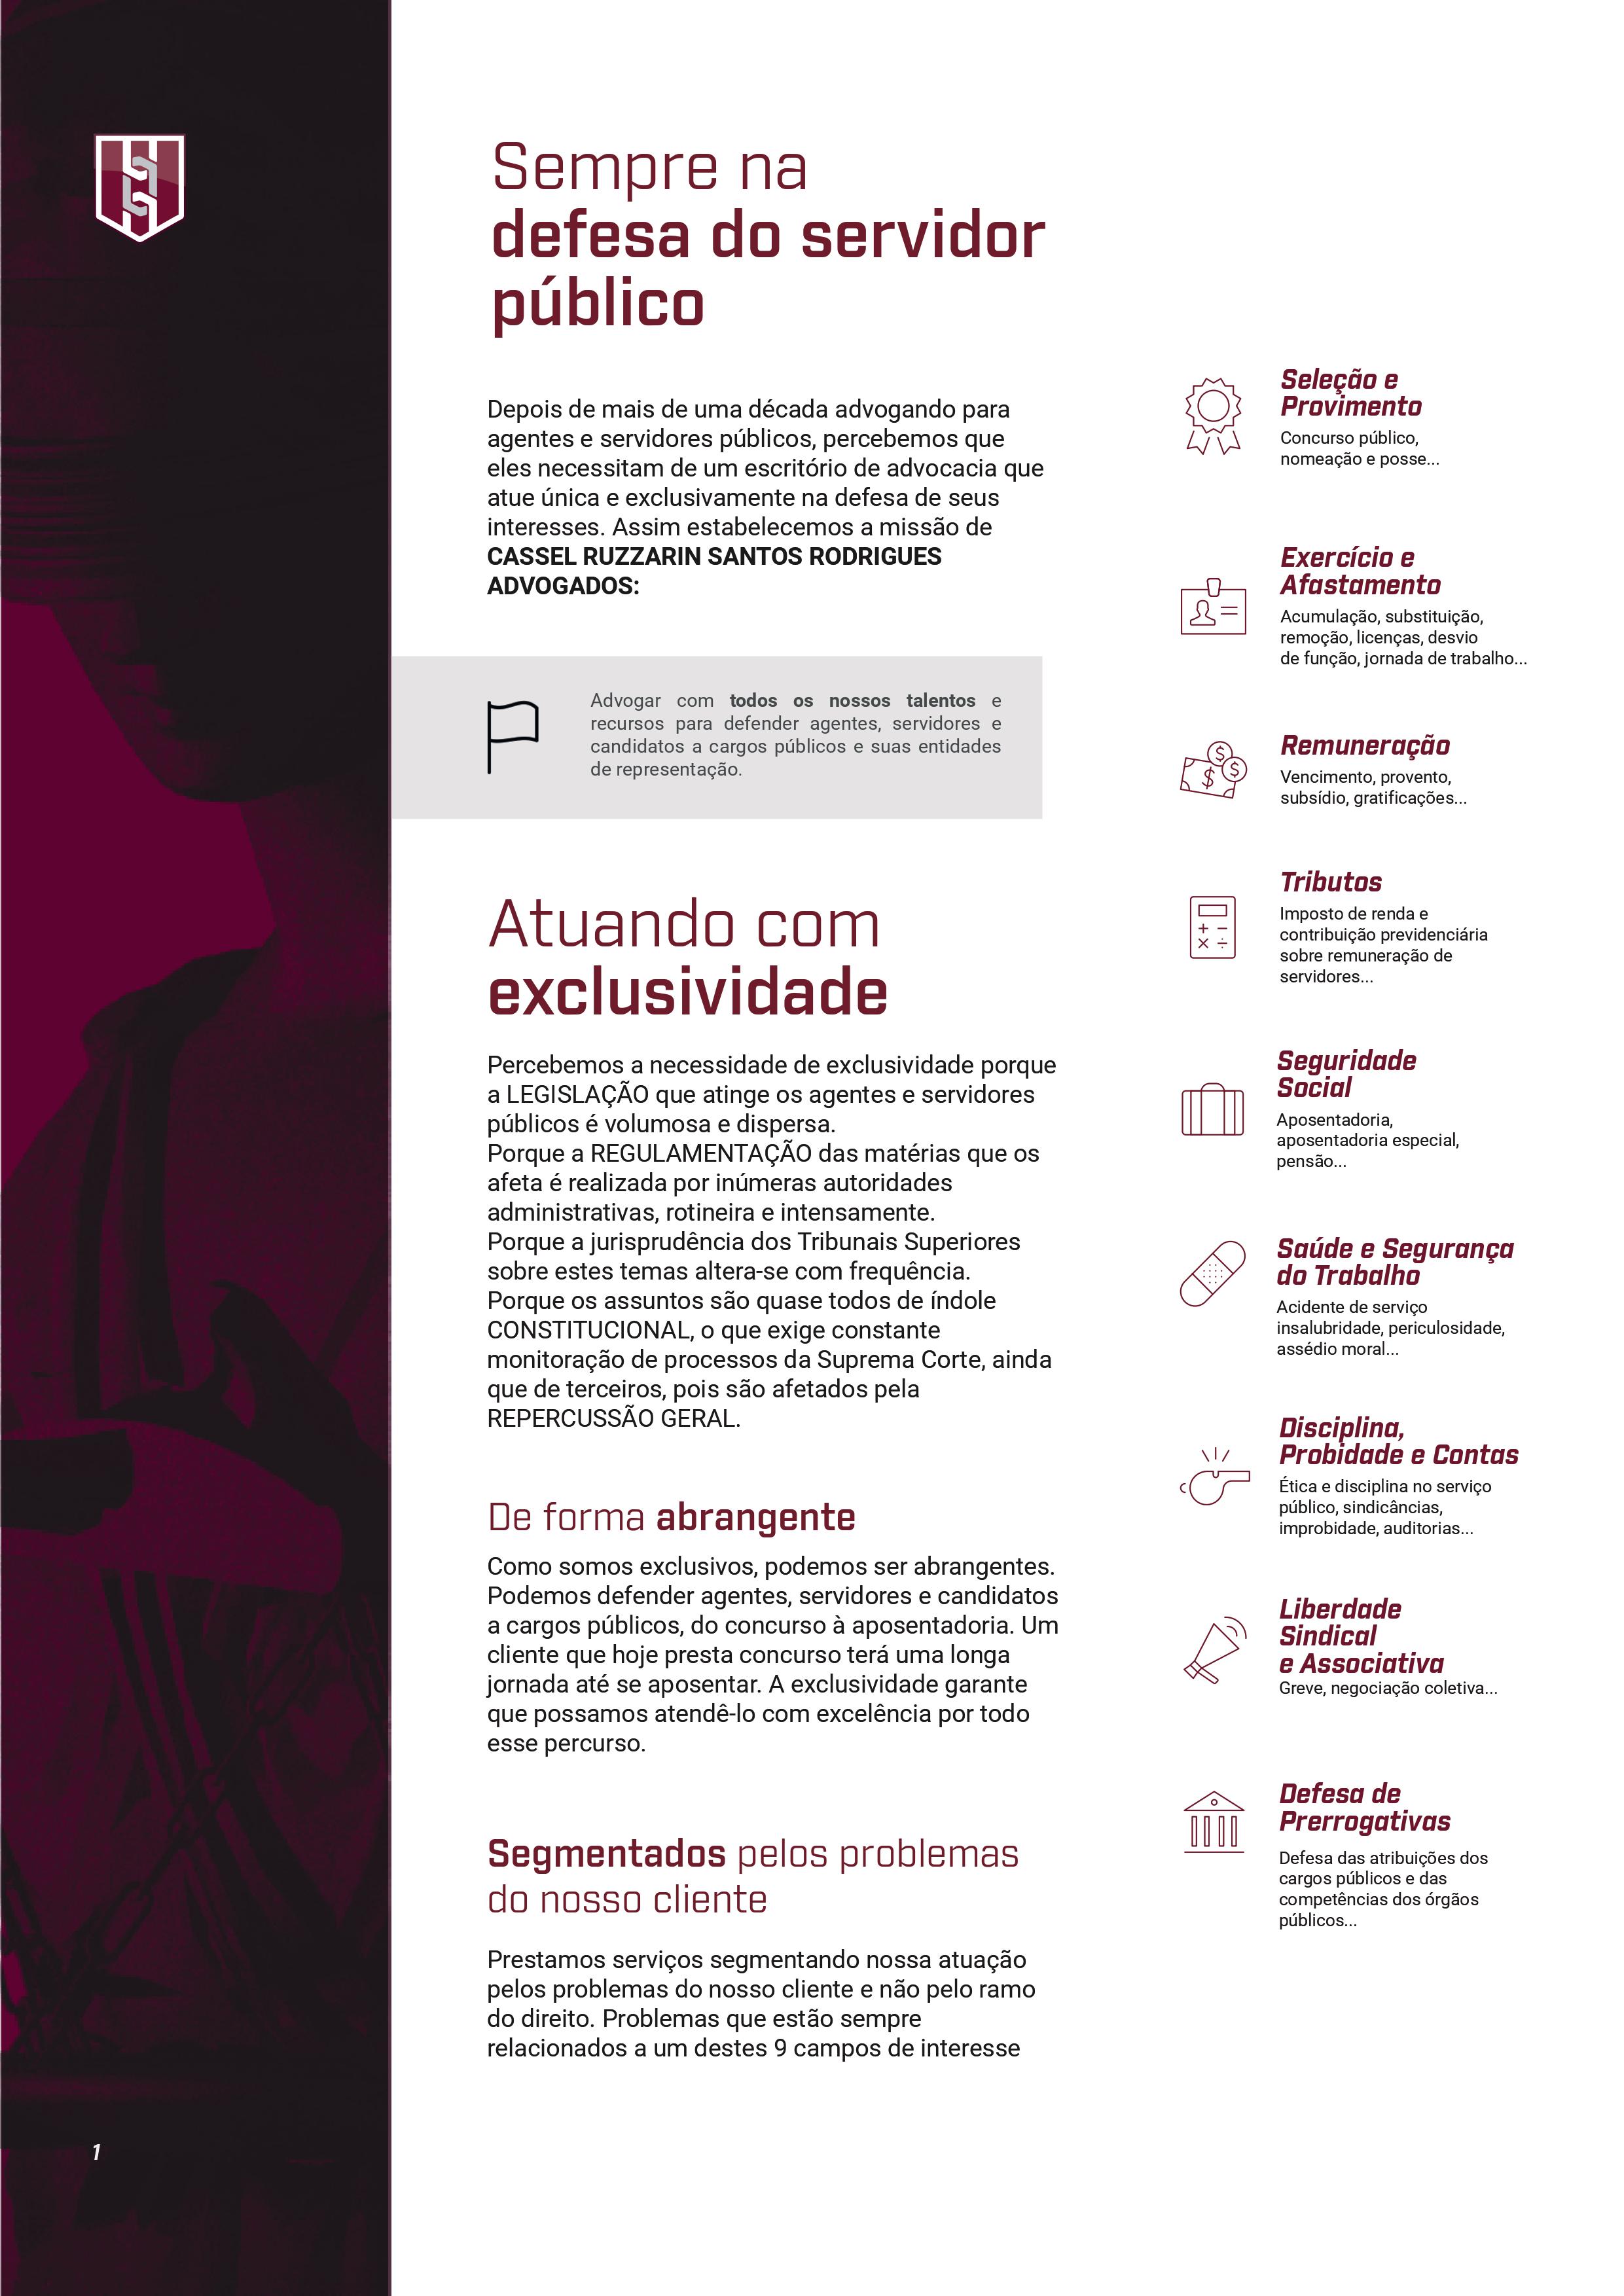 Sempre na
defesa do servidor
público
Depois de mais de uma década advogando para
agentes e servidores públicos, percebemos que
eles necessitam de um escritório de advocacia que
atue única e exclusivamente na defesa de seus
interesses. Assim estabelecemos a missão de
CASSEL RUZZARIN SANTOS RODRIGUES
ADVOGADOS:
Advogar com todos os nossos talentos e
recursos para defender agentes, servidores e
candidatos a cargos públicos e suas entidades
de representação.
Atuando com
exclusividade
Percebemos a necessidade de exclusividade porque
a LEGISLAÇÃO que atinge os agentes e servidores
públicos é volumosa e dispersa.
Porque a REGULAMENTAÇÃO das matérias que os
afeta é realizada por inúmeras autoridades
administrativas, rotineira e intensamente.
Porque a jurisprudência dos Tribunais Superiores
sobre estes temas altera-se com frequência.
Porque os assuntos são quase todos de índole
CONSTITUCIONAL, o que exige constante
monitoração de processos da Suprema Corte, ainda
que de terceiros, pois são afetados pela
REPERCUSSÃO GERAL.
De forma abrangente
Como somos exclusivos, podemos ser abrangentes.
Podemos defender agentes, servidores e candidatos
a cargos públicos, do concurso à aposentadoria. Um
cliente que hoje presta concurso terá uma longa
jornada até se aposentar. A exclusividade garante
que possamos atendê-lo com excelência por todo
esse percurso.
Segmentados pelos problemas
do nosso cliente
Prestamos serviços segmentando nossa atuação
pelos problemas do nosso cliente e não pelo ramo
do direito. Problemas que estão sempre
relacionados a um destes 9 campos de interesse
Seleção e
Provimento
Concurso público,
nomeação e posse...
Exercício e
Afastamento
Acumulação, substituição,
remoção, licenças, desvio
de função, jornada de trabalho...
Remuneração
Vencimento, provento,
subsídio, gratificações...
Tributos
Imposto de renda e
contribuição previdenciária
sobre remuneração de
servidores...
Seguridade
Social
Aposentadoria,
aposentadoria especial,
pensão...
Saúde e Segurança
do Trabalho
Acidente de serviço
insalubridade, periculosidade,
assédio moral...
Disciplina,
Probidade e Contas
Ética e disciplina no serviço
público, sindicâncias,
improbidade, auditorias...
Liberdade
Sindical
e Associativa
Greve, negociação coletiva...
Defesa de
Prerrogativas
Defesa das atribuições dos
cargos públicos e das
competências dos órgãos
públicos...
1